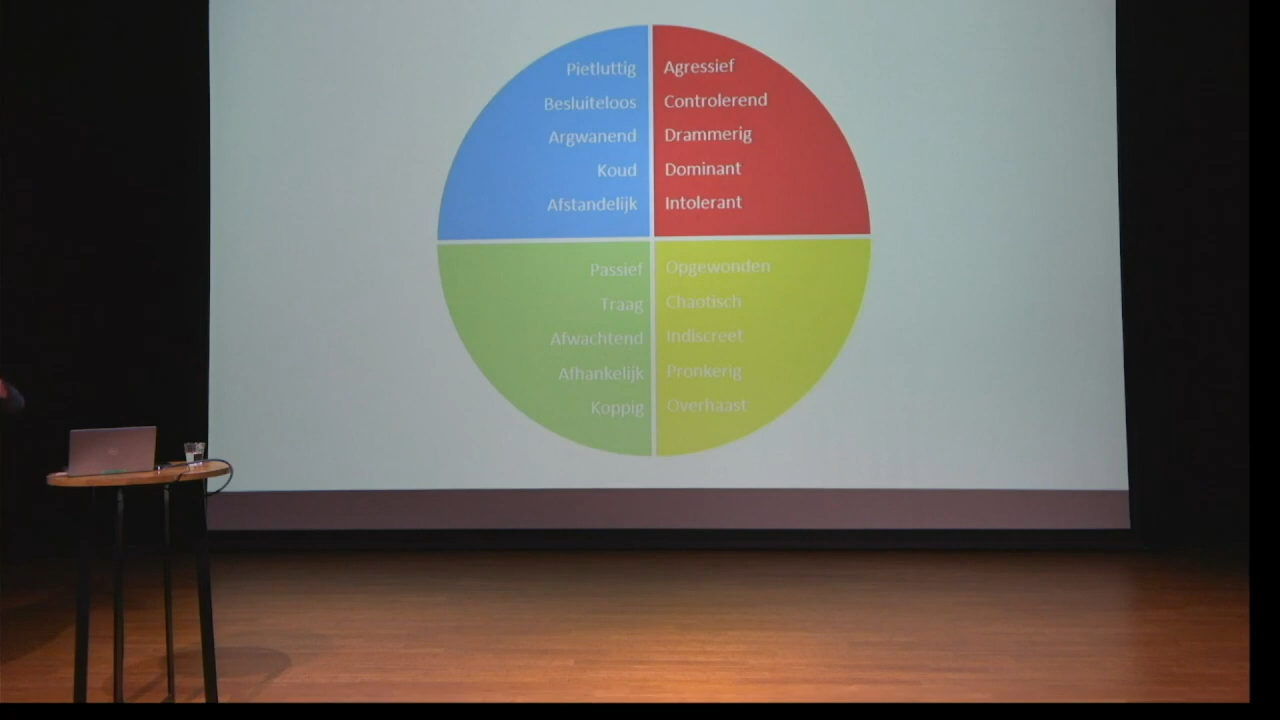 Pietluttig
Besluiteloos
Argwanend
Koud
Afstandelijk
Agressief
Controlerend
Drammerig
Dominant
Intolerant
Passief
Traag
Afwachtend
Afhankelijk
Koppig
Opgewonden
Chaotisch
Indiscreet
Pronkerig
Overhaast